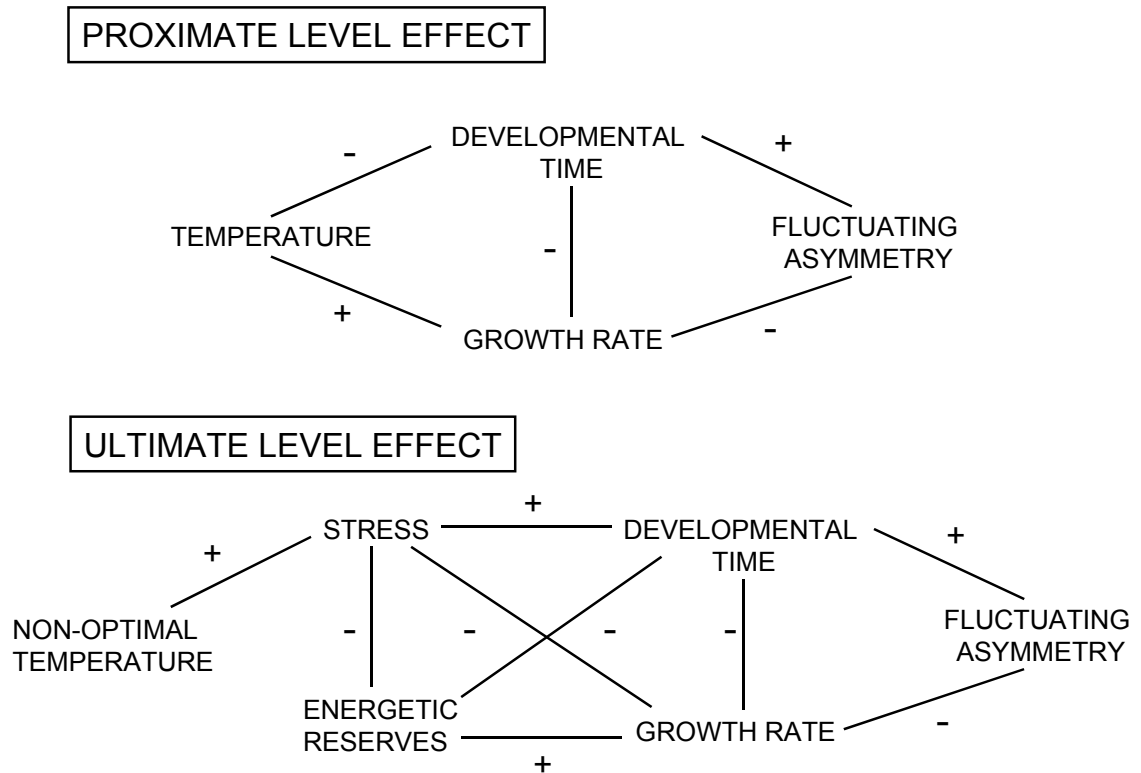 PROXIMATE LEVEL EFFECT
DEVELOPMENTAL
TIME
-
+
TEMPERATURE
FLUCTUATING
ASYMMETRY
-
+
-
GROWTH RATE
ULTIMATE LEVEL EFFECT
+
STRESS
DEVELOPMENTAL
TIME
+
+
NON-OPTIMAL
TEMPERATURE
- - - -
FLUCTUATING
ASYMMETRY
ENERGETIC
RESERVES
GROWTH RATE
-
+